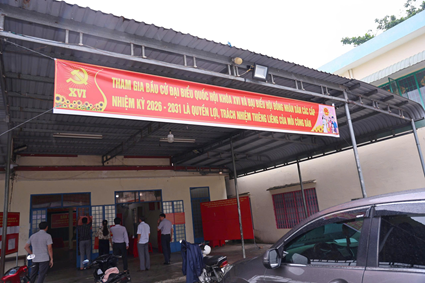 XVI
THAM GIA BẦU CỬ ĐẠI BIỂU QUỐC HỘI KHÓA XVI VÀ ĐẠI BIỂU HỘI ĐỒNG NHÂN DÂN CÁC CẤP
NHIỆM KỲ 2026 - 2031 LÀ QUYỀN LỢI, TRÁCH NHIỆM THIÊNG LIÊNG CỦA MỖI CÔNG DÂN